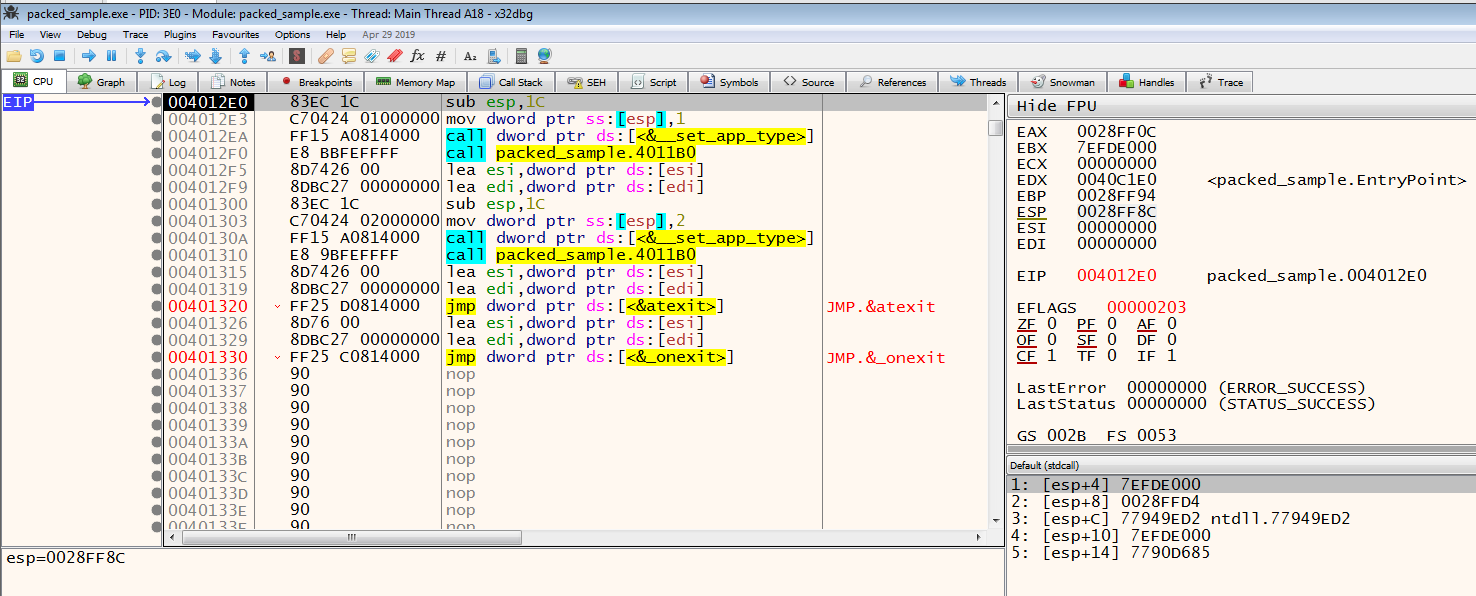 packed_sample.exe - PID: 3E0 - Module: packed_sample.exe - Thread: Main Thread A18 - x32dbg
File View Debug Trace Plugins Favourites Options Help Apr 29 2019
CPU Graph Log Notes Breakpoints Memory Map Call Stack SEH Script Symbols Source References Threads Snowman Handles Trace
EIP 004012E0 83EC 1C sub esp,1C
004012E3 C70424 01000000 mov dword ptr ss:[esp],1
004012EA FF15 A0814000 call dword ptr ds:[<&__set_app_type>]
004012F0 E8 BBFEFFFF call packed_sample.4011B0
004012F5 8D7426 00 lea esi,dword ptr ds:[esi]
004012F9 8DBC27 00000000 lea edi,dword ptr ds:[edi]
00401300 83EC 1C sub esp,1C
00401303 C70424 02000000 mov dword ptr ss:[esp],2
0040130A FF15 A0814000 call dword ptr ds:[<&__set_app_type>]
00401310 E8 9BFEFFFF call packed_sample.4011B0
00401315 8D7426 00 lea esi,dword ptr ds:[esi]
00401319 8DBC27 00000000 lea edi,dword ptr ds:[edi]
00401320 FF25 D0814000 jmp dword ptr ds:[<&atexit>] JMP.&atexit
00401326 8D76 00 lea esi,dword ptr ds:[esi]
00401329 8DBC27 00000000 lea edi,dword ptr ds:[edi]
00401330 FF25 C0814000 jmp dword ptr ds:[<&_onexit>] JMP.&_onexit
00401336 90 nop
00401337 90 nop
00401338 90 nop
00401339 90 nop
0040133A 90 nop
0040133B 90 nop
0040133C 90 nop
0040133D 90 nop
0040133E 90 nop
0040133F 90 nop
esp=0028FF8C
Hide FPU
EAX 0028FF0C
EBX 7EFDE000
ECX 00000000
EDX 0040C1E0 <packed_sample.EntryPoint>
EBP 0028FF94
ESP 0028FF8C
ESI 00000000
EDI 00000000
EIP 004012E0 packed_sample.004012E0
EFLAGS 00000203
ZF 0 PF 0 AF 0
OF 0 SF 0 DF 0
CF 1 TF 0 IF 1
LastError 00000000 (ERROR_SUCCESS)
LastStatus 00000000 (STATUS_SUCCESS)
GS 002B FS 0053
Default (stdcall)
1: [esp+4] 7EFDE000
2: [esp+8] 0028FFD4
3: [esp+C] 77949ED2 ntdll.77949ED2
4: [esp+10] 7EFDE000
5: [esp+14] 7790D685